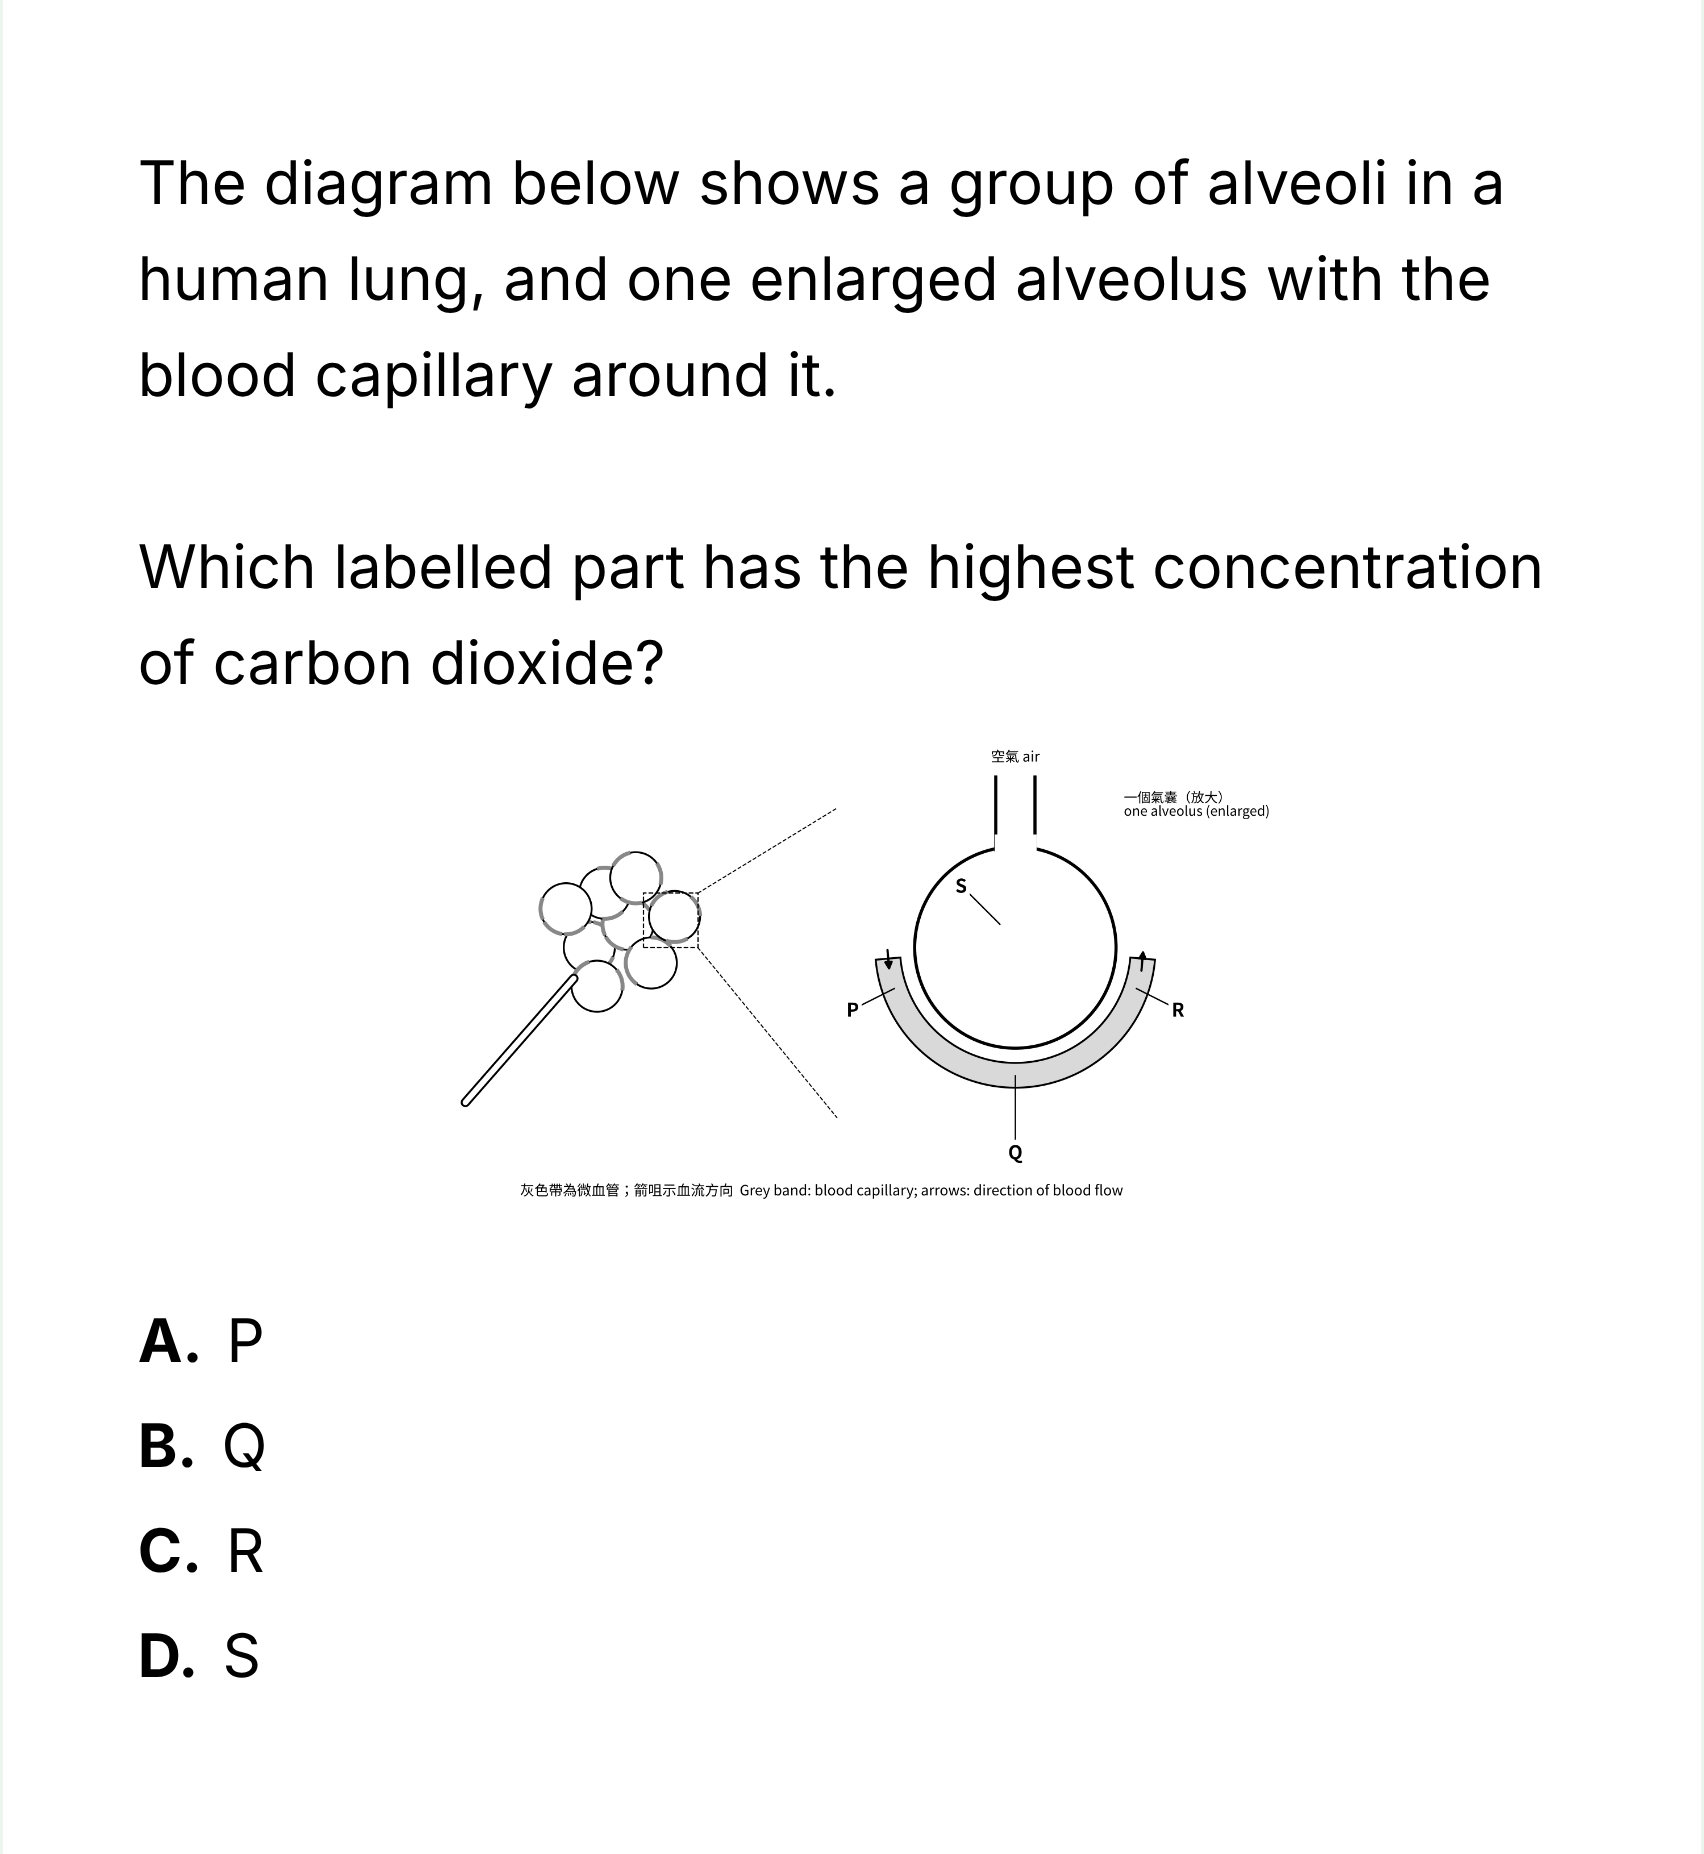 The diagram below shows a group of alveoli in a
human lung, and one enlarged alveolus with the
blood capillary around it.
Which labelled part has the highest concentration
of carbon dioxide?
空氣 air
一個氣囊（放大）
one alveolus (enlarged)
S
P
R
Q
灰色帶為微血管；箭咀示血流方向 Grey band: blood capillary; arrows: direction of blood flow
A. P
B. Q
C. R
D. S